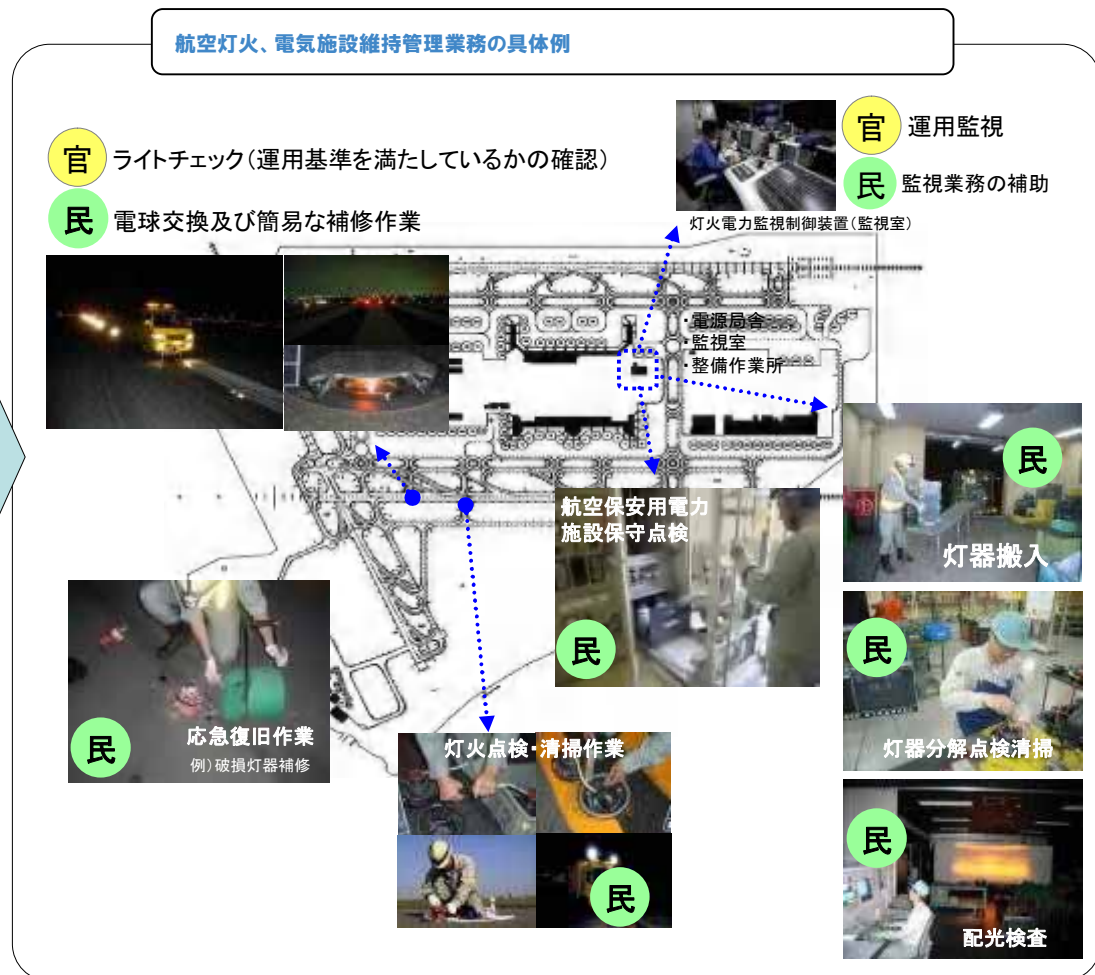 航空灯火、電気施設維持管理業務の具体例
官 ライトチェック(運用基準を満たしているかの確認)
民 電球交換及び簡易な補修作業
官 運用監視
民 監視業務の補助
灯火電力監視制御装置(監視室)
・電源局舎
・監視室
・整備作業所
航空保安用電力
施設保守点検
民
民
灯器搬入
民
応急復旧作業
例)破損灯器補修
灯火点検・清掃作業
民
民
灯器分解点検清掃
民
配光検査